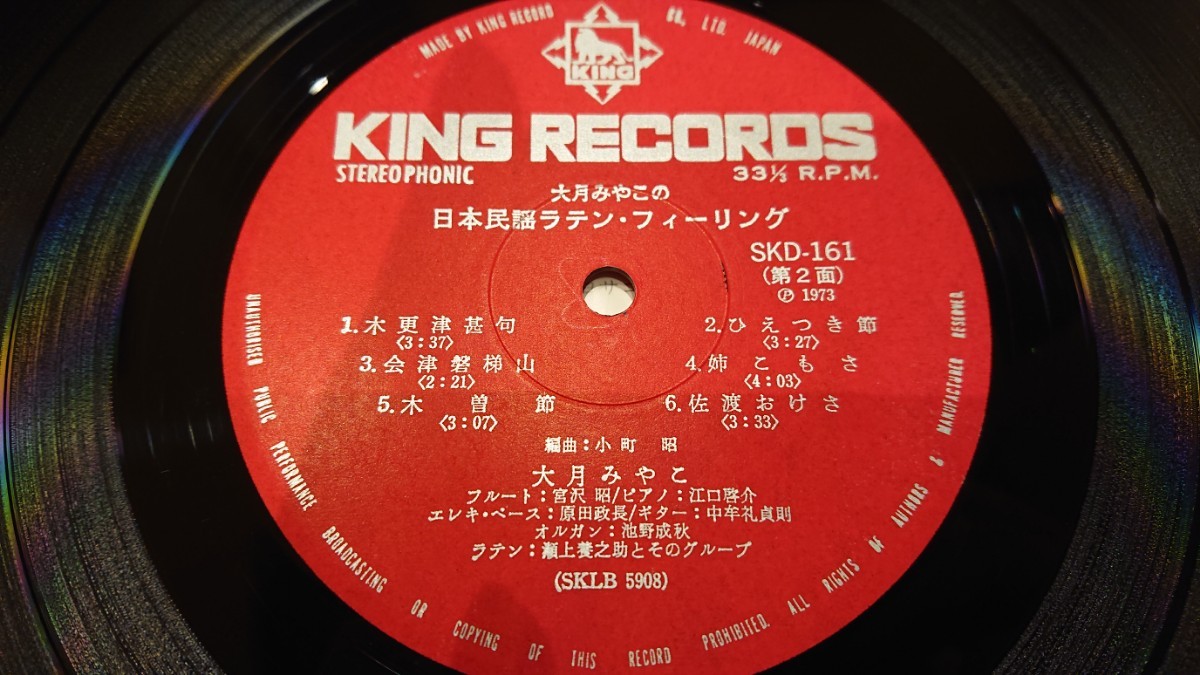 MADE BY KING RECORD CO., LTD. JAPAN
KING
KING RECORDS
STEREOPHONIC
33⅓ R.P.M.
大月みやこの
日本民謡ラテン・フィーリング
SKD-161
(第2面)
Ⓟ 1973
1.木更津甚句
〈3:37〉
2.ひえつき節
〈3:27〉
3.会津磐梯山
〈2:21〉
4.姉こもさ
〈4:03〉
5.木曽節
〈3:07〉
6.佐渡おけさ
〈3:33〉
編曲:小町 昭
大月みやこ
フルート:宮沢 昭/ピアノ:江口啓介
エレキ・ベース:原田政長/ギター:中牟礼貞則
オルガン:池野成秋
ラテン:瀬上養之助とそのグループ
(SKLB 5908)
UNAUTHORISED PUBLIC PERFORMANCE BROADCASTING OR COPYING OF THIS RECORD PROHIBITED. ALL RIGHTS OF AUTHORS & MANUFACTURER RESERVED.